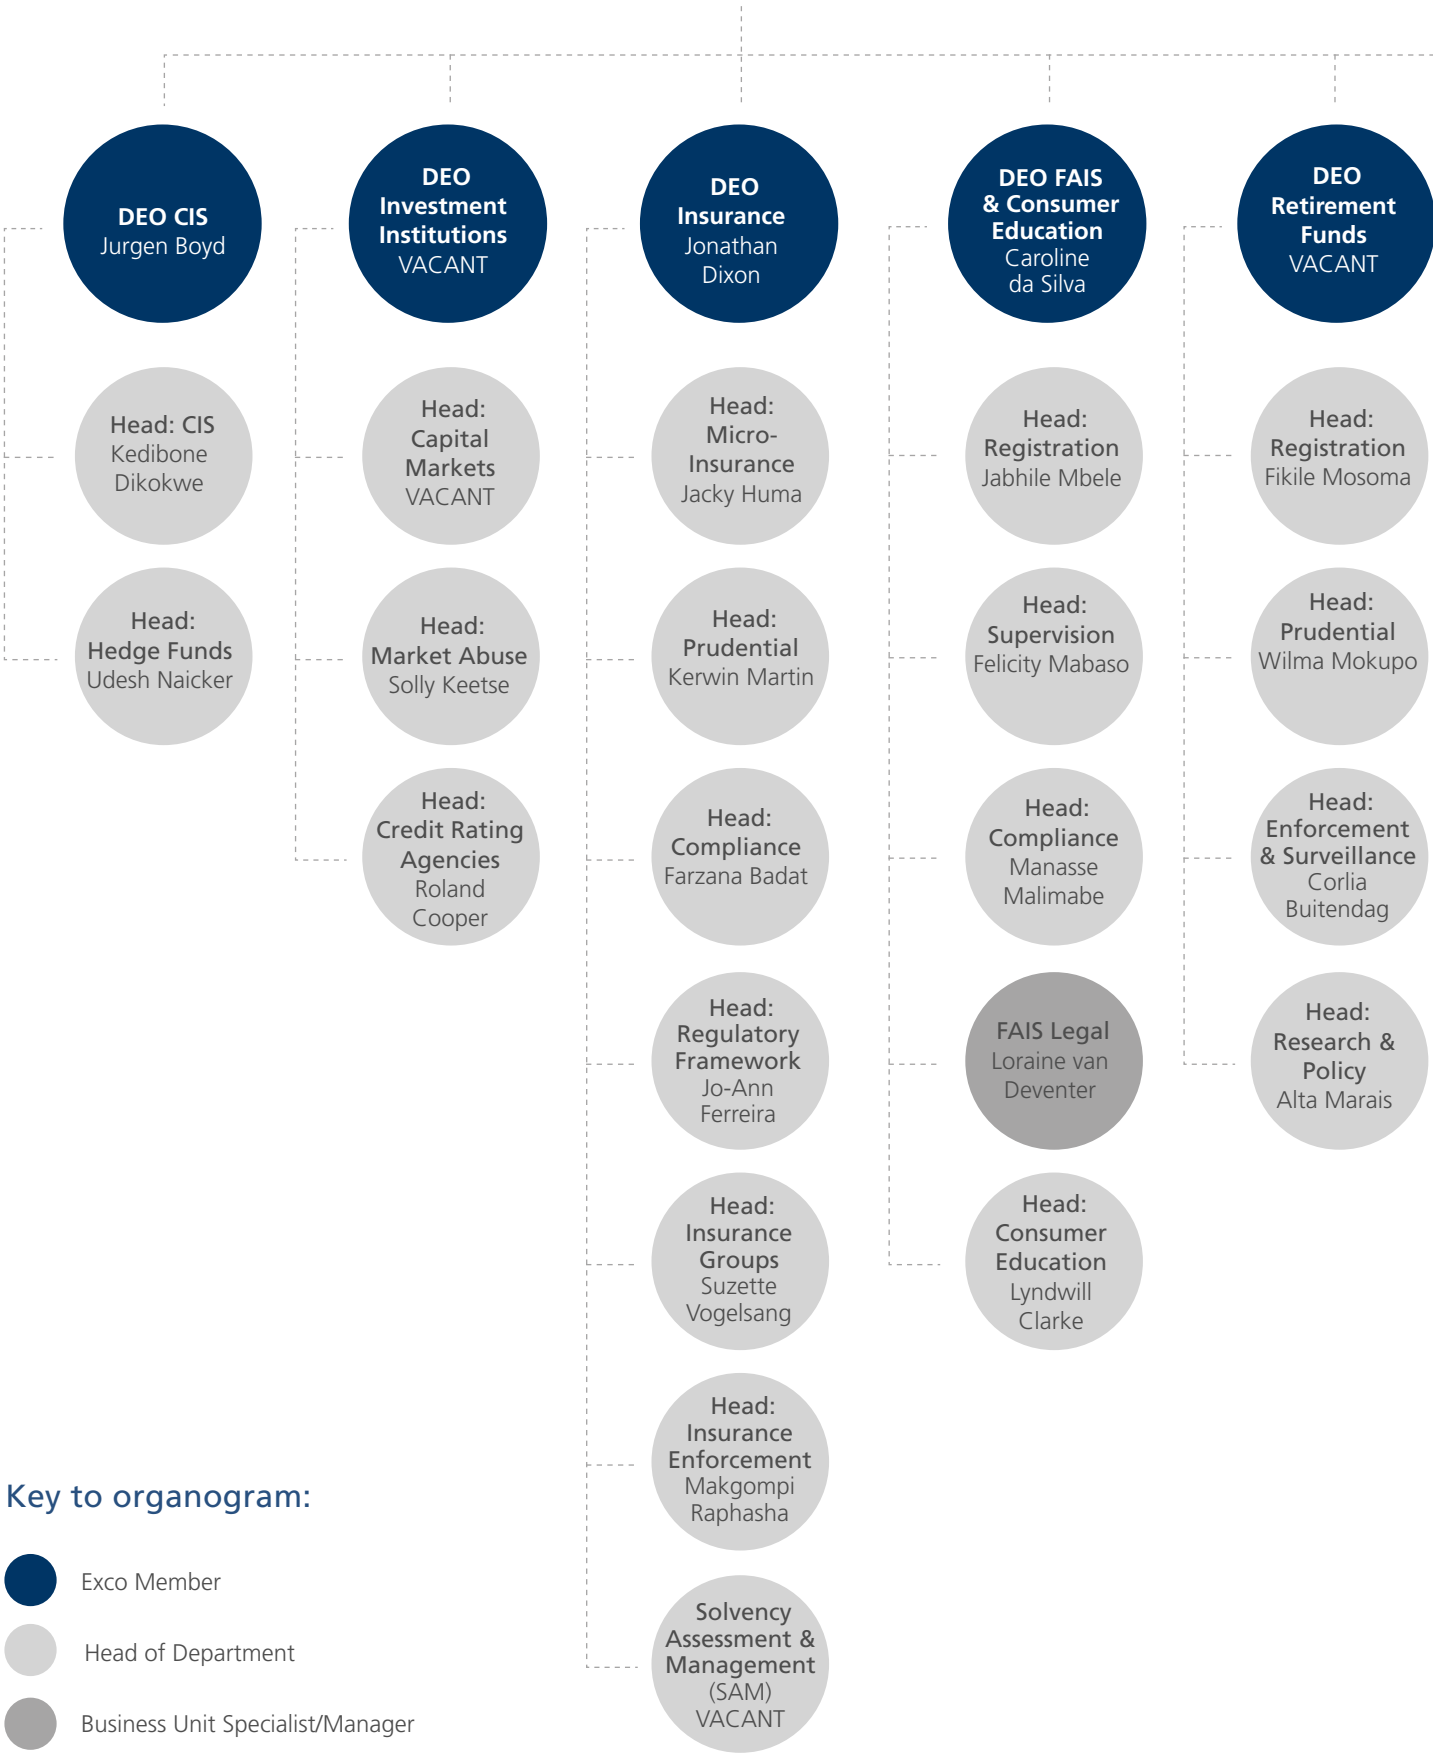 DEO CIS
Jurgen Boyd
Head: CIS
Kedibone
Dikokwe
Head:
Hedge Funds
Udesh Naicker
DEO
Investment
Institutions
VACANT
Head:
Capital
Markets
VACANT
Head:
Market Abuse
Solly Keetse
Head:
Credit Rating
Agencies
Roland
Cooper
DEO
Insurance
Jonathan
Dixon
Head:
Micro-
Insurance
Jacky Huma
Head:
Prudential
Kerwin Martin
Head:
Compliance
Farzana Badat
Head:
Regulatory
Framework
Jo-Ann
Ferreira
Head:
Insurance
Groups
Suzette
Vogelsang
Head:
Insurance
Enforcement
Makgompi
Raphasha
Solvency
Assessment &
Management
(SAM)
VACANT
DEO FAIS
& Consumer
Education
Caroline
da Silva
Head:
Registration
Jabhile Mbele
Head:
Supervision
Felicity Mabaso
Head:
Compliance
Manasse
Malimabe
FAIS Legal
Loraine van
Deventer
Head:
Consumer
Education
Lyndwill
Clarke
DEO
Retirement
Funds
VACANT
Head:
Registration
Fikile Mosoma
Head:
Prudential
Wilma Mokupo
Head:
Enforcement
& Surveillance
Corlia
Buitendag
Head:
Research &
Policy
Alta Marais
Key to organogram:
Exco Member
Head of Department
Business Unit Specialist/Manager